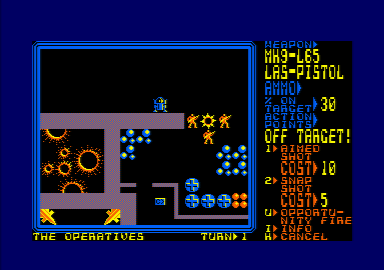 WEAPON
MK9-L65
LAS-PISTOL
AMMO
% ON
TARGET 30
ACTION
POINTS
OFF TARGET!
1 AIMED
SHOT
COST 10
2 SNAP
SHOT
COST 5
U OPPORTU-
NITY FIRE
I INFO
K CANCEL
THE OPERATIVES TURN 1